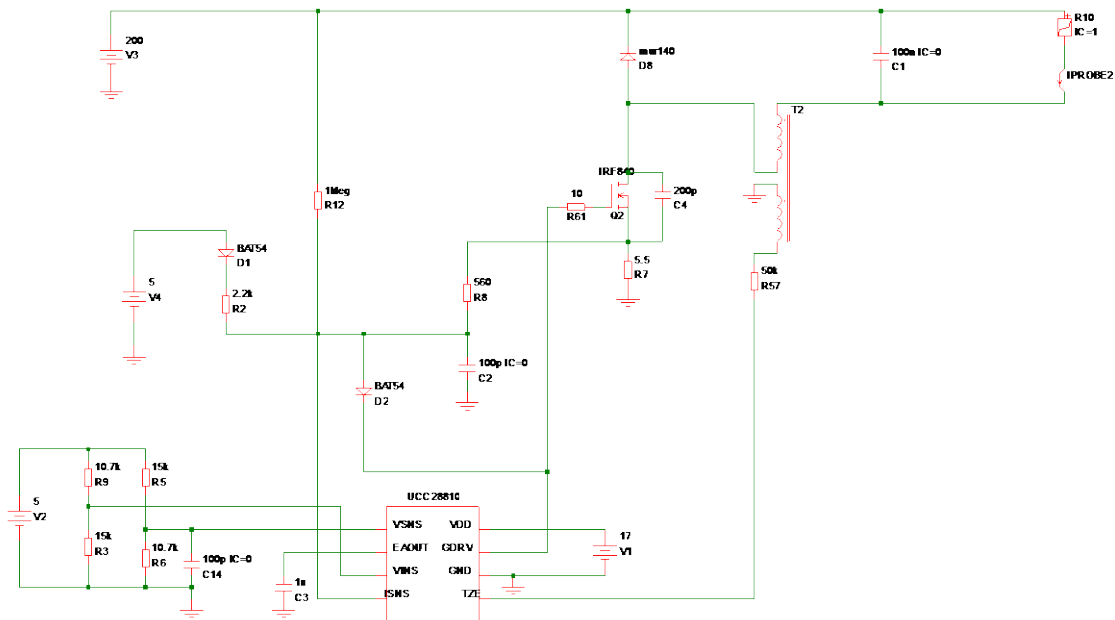 R10
IC=1
200
V3
mur140
D8
100n IC=0
C1
IPROBE2
T2
IRF840
1Meg
R12
10
R61
Q2
200p
C4
BAT54
D1
5
V4
2.2k
R2
560
R8
5.5
R7
50k
R57
100p IC=0
C2
BAT54
D2
10.7k
R9
15k
R5
UCC28810
5
V2
VSNS
VDD
17
V1
15k
R3
10.7k
R6
100p IC=0
C14
EAOUT
GDRV
VINS
GND
1n
C3
ISNS
TZE